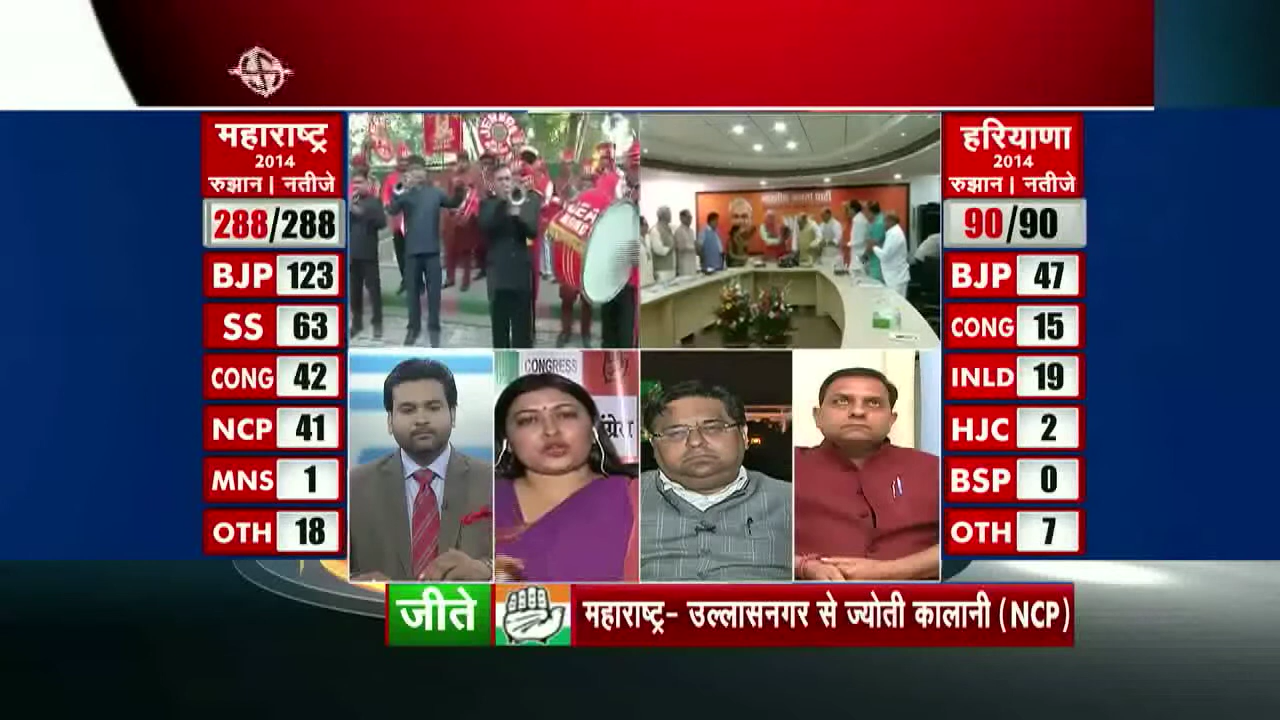 महाराष्ट्र
2014
रुझान | नतीजे
288/288
BJP 123
SS 63
CONG 42
NCP 41
MNS 1
OTH 18
CONGRESS
हरियाणा
2014
रुझान | नतीजे
90/90
BJP 47
CONG 15
INLD 19
HJC 2
BSP 0
OTH 7
जीते महाराष्ट्र- उल्लासनगर से ज्योती कालानी (NCP)